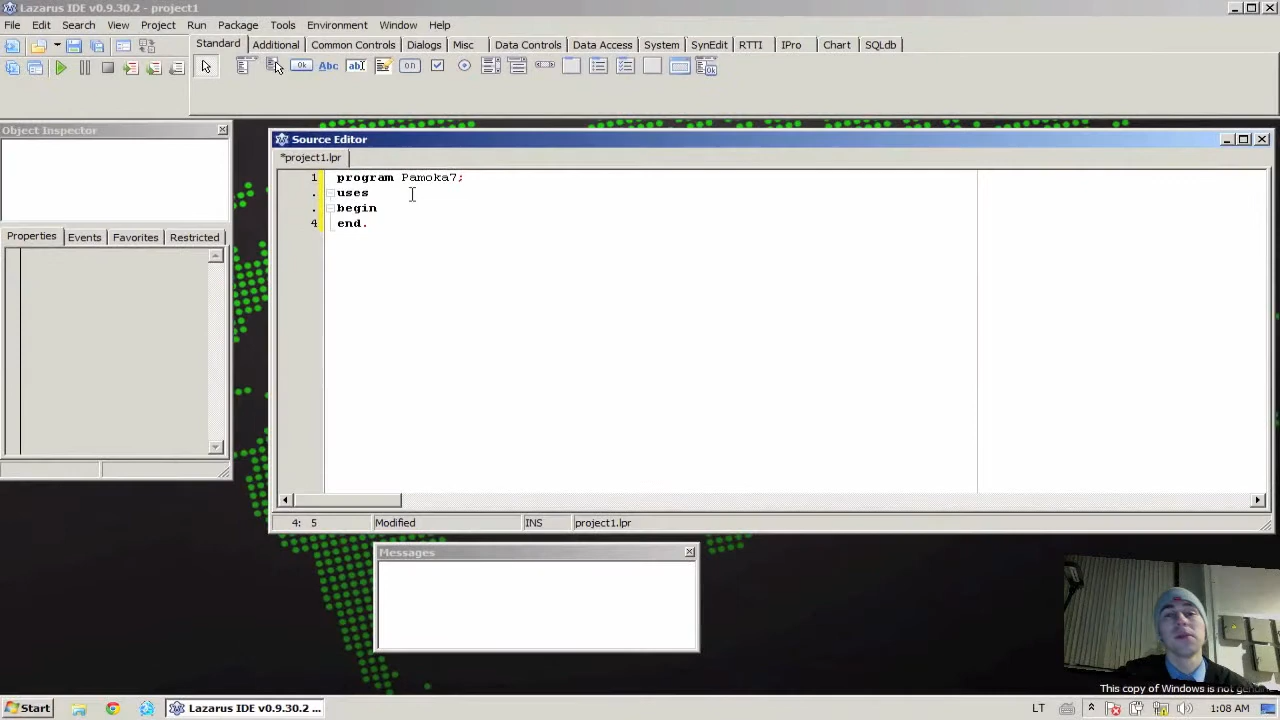 Lazarus IDE v0.9.30.2 - project1
File Edit Search View Project Run Package Tools Environment Window Help
Standard Additional Common Controls Dialogs Misc Data Controls Data Access System SynEdit RTTI IPro Chart SQLdb
Ok Abc abI on
Object Inspector
Source Editor
*project1.lpr
1 program Pamoka7;
. uses
. begin
4 end.
Properties Events Favorites Restricted
4: 5 Modified INS project1.lpr
Messages
This copy of Windows is not genuine
Start Lazarus IDE v0.9.30.2 ... LT 1:08 AM